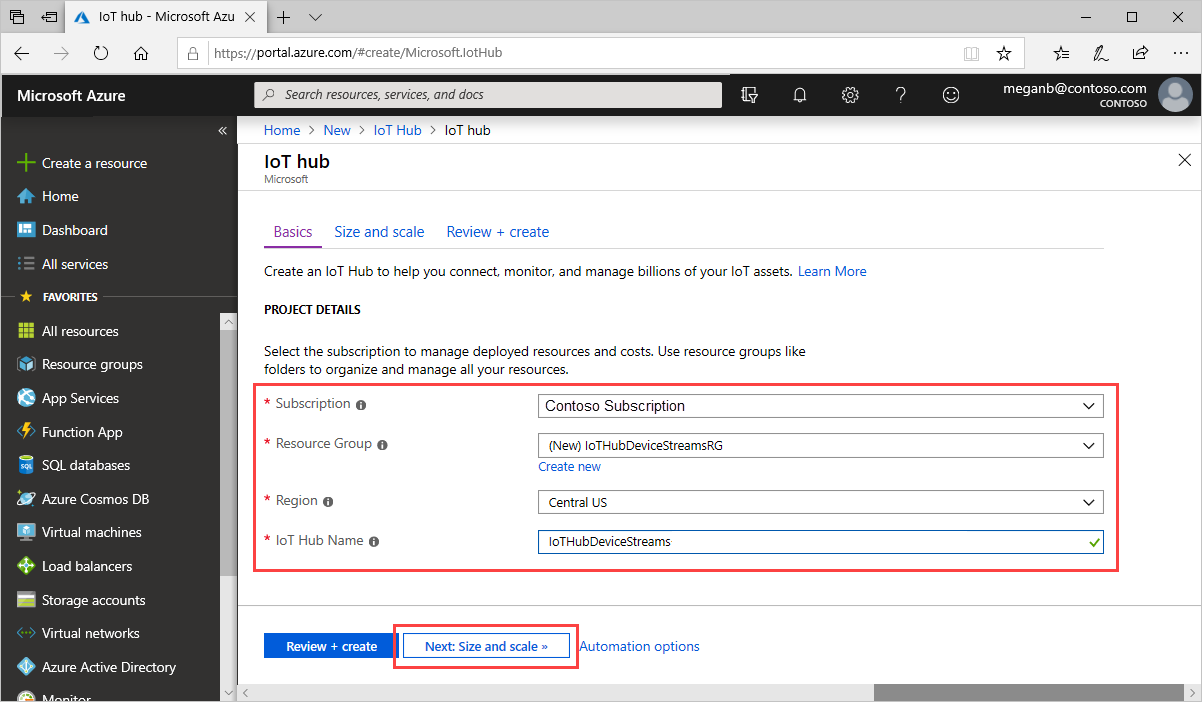 IoT hub - Microsoft Azu
https://portal.azure.com/#create/Microsoft.IotHub
Microsoft Azure
Search resources, services, and docs
meganb@contoso.com
CONTOSO
Create a resource
Home
Dashboard
All services
FAVORITES
All resources
Resource groups
App Services
Function App
SQL databases
Azure Cosmos DB
Virtual machines
Load balancers
Storage accounts
Virtual networks
Azure Active Directory
Monitor
Home > New > IoT Hub > IoT hub
IoT hub
Microsoft
Basics Size and scale Review + create
Create an IoT Hub to help you connect, monitor, and manage billions of your IoT assets. Learn More
PROJECT DETAILS
Select the subscription to manage deployed resources and costs. Use resource groups like
folders to organize and manage all your resources.
* Subscription Contoso Subscription
* Resource Group (New) IoTHubDeviceStreamsRG
Create new
* Region Central US
* IoT Hub Name IoTHubDeviceStreams
Review + create Next: Size and scale » Automation options